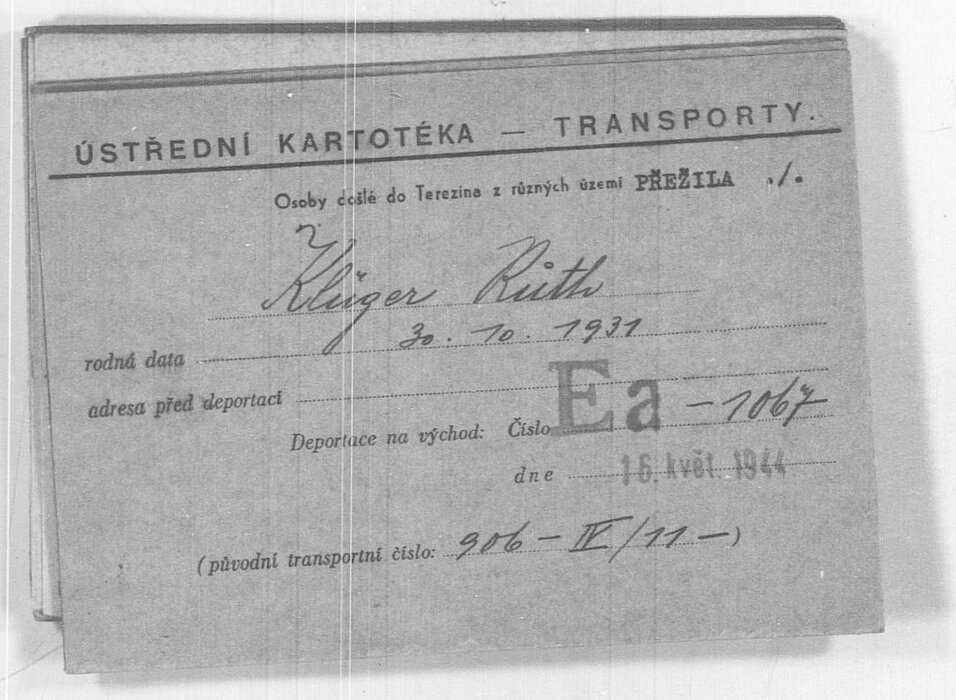 ÚSTŘEDNÍ KARTOTÉKA — TRANSPORTY.
Osoby došlé do Terezína z různých území PŘEŽILA ./.
Klüger Ruth
rodná data 30. 10. 1931
adresa před deportací
Deportace na východ: Číslo Ea - 1067
dne 16. květ. 1944
(původní transportní číslo: 906 - IV/11 - )